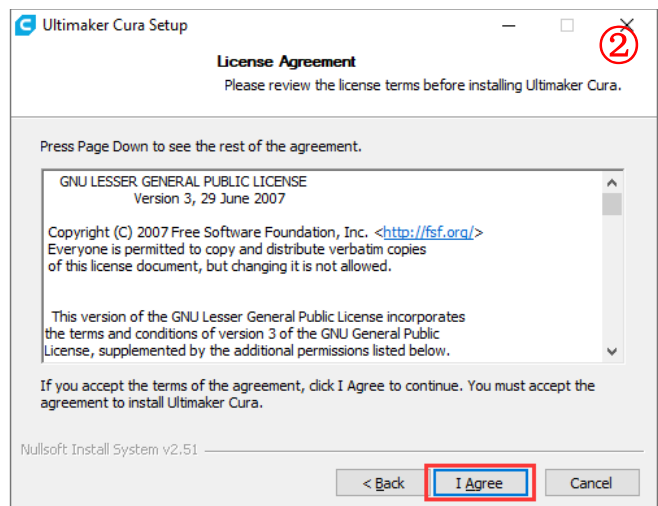 Ultimaker Cura Setup
②
License Agreement
Please review the license terms before installing Ultimaker Cura.
Press Page Down to see the rest of the agreement.
GNU LESSER GENERAL PUBLIC LICENSE
Version 3, 29 June 2007
Copyright (C) 2007 Free Software Foundation, Inc. <http://fsf.org/>
Everyone is permitted to copy and distribute verbatim copies
of this license document, but changing it is not allowed.
This version of the GNU Lesser General Public License incorporates
the terms and conditions of version 3 of the GNU General Public
License, supplemented by the additional permissions listed below.
If you accept the terms of the agreement, click I Agree to continue. You must accept the
agreement to install Ultimaker Cura.
Nullsoft Install System v2.51
< Back
I Agree
Cancel